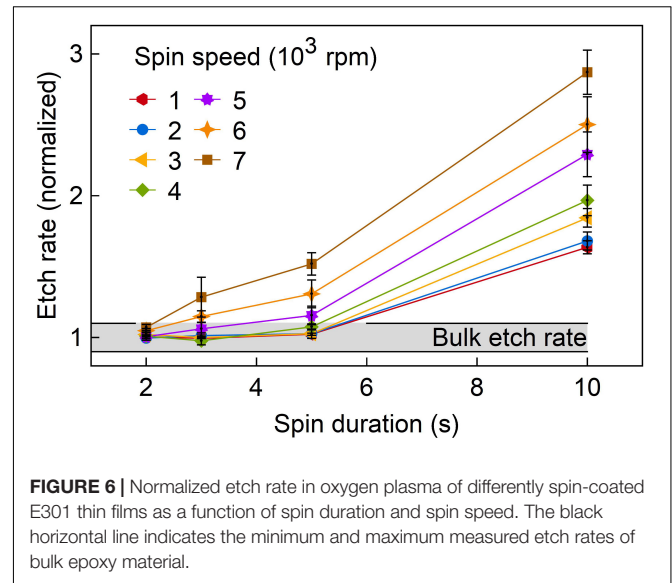 3
Spin speed (10³ rpm)
1 5
2 6
3 7
4
2
1
Etch rate (normalized)
Bulk etch rate
2 4 6 8 10
Spin duration (s)
FIGURE 6 | Normalized etch rate in oxygen plasma of differently spin-coated
E301 thin films as a function of spin duration and spin speed. The black
horizontal line indicates the minimum and maximum measured etch rates of
bulk epoxy material.